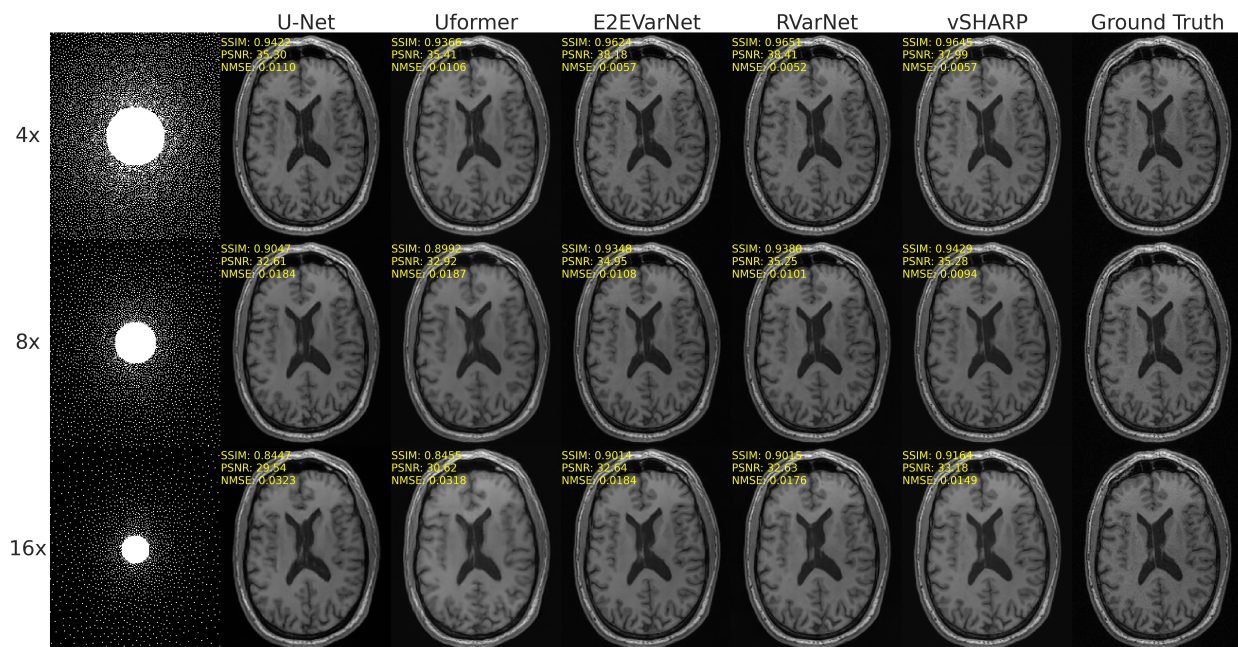 U-Net Uformer E2EVarNet RVarNet vSHARP Ground Truth
4x
SSIM: 0.9422 SSIM: 0.9366 SSIM: 0.9624 SSIM: 0.9651 SSIM: 0.9645
PSNR: 35.30 PSNR: 35.41 PSNR: 38.18 PSNR: 38.41 PSNR: 37.99
NMSE: 0.0110 NMSE: 0.0106 NMSE: 0.0057 NMSE: 0.0052 NMSE: 0.0057
8x
SSIM: 0.9047 SSIM: 0.8992 SSIM: 0.9348 SSIM: 0.9380 SSIM: 0.9429
PSNR: 32.61 PSNR: 32.92 PSNR: 34.95 PSNR: 35.25 PSNR: 35.28
NMSE: 0.0184 NMSE: 0.0187 NMSE: 0.0108 NMSE: 0.0101 NMSE: 0.0094
16x
SSIM: 0.8447 SSIM: 0.8455 SSIM: 0.9014 SSIM: 0.9015 SSIM: 0.9164
PSNR: 29.54 PSNR: 30.62 PSNR: 32.64 PSNR: 32.63 PSNR: 33.18
NMSE: 0.0323 NMSE: 0.0318 NMSE: 0.0184 NMSE: 0.0176 NMSE: 0.0149